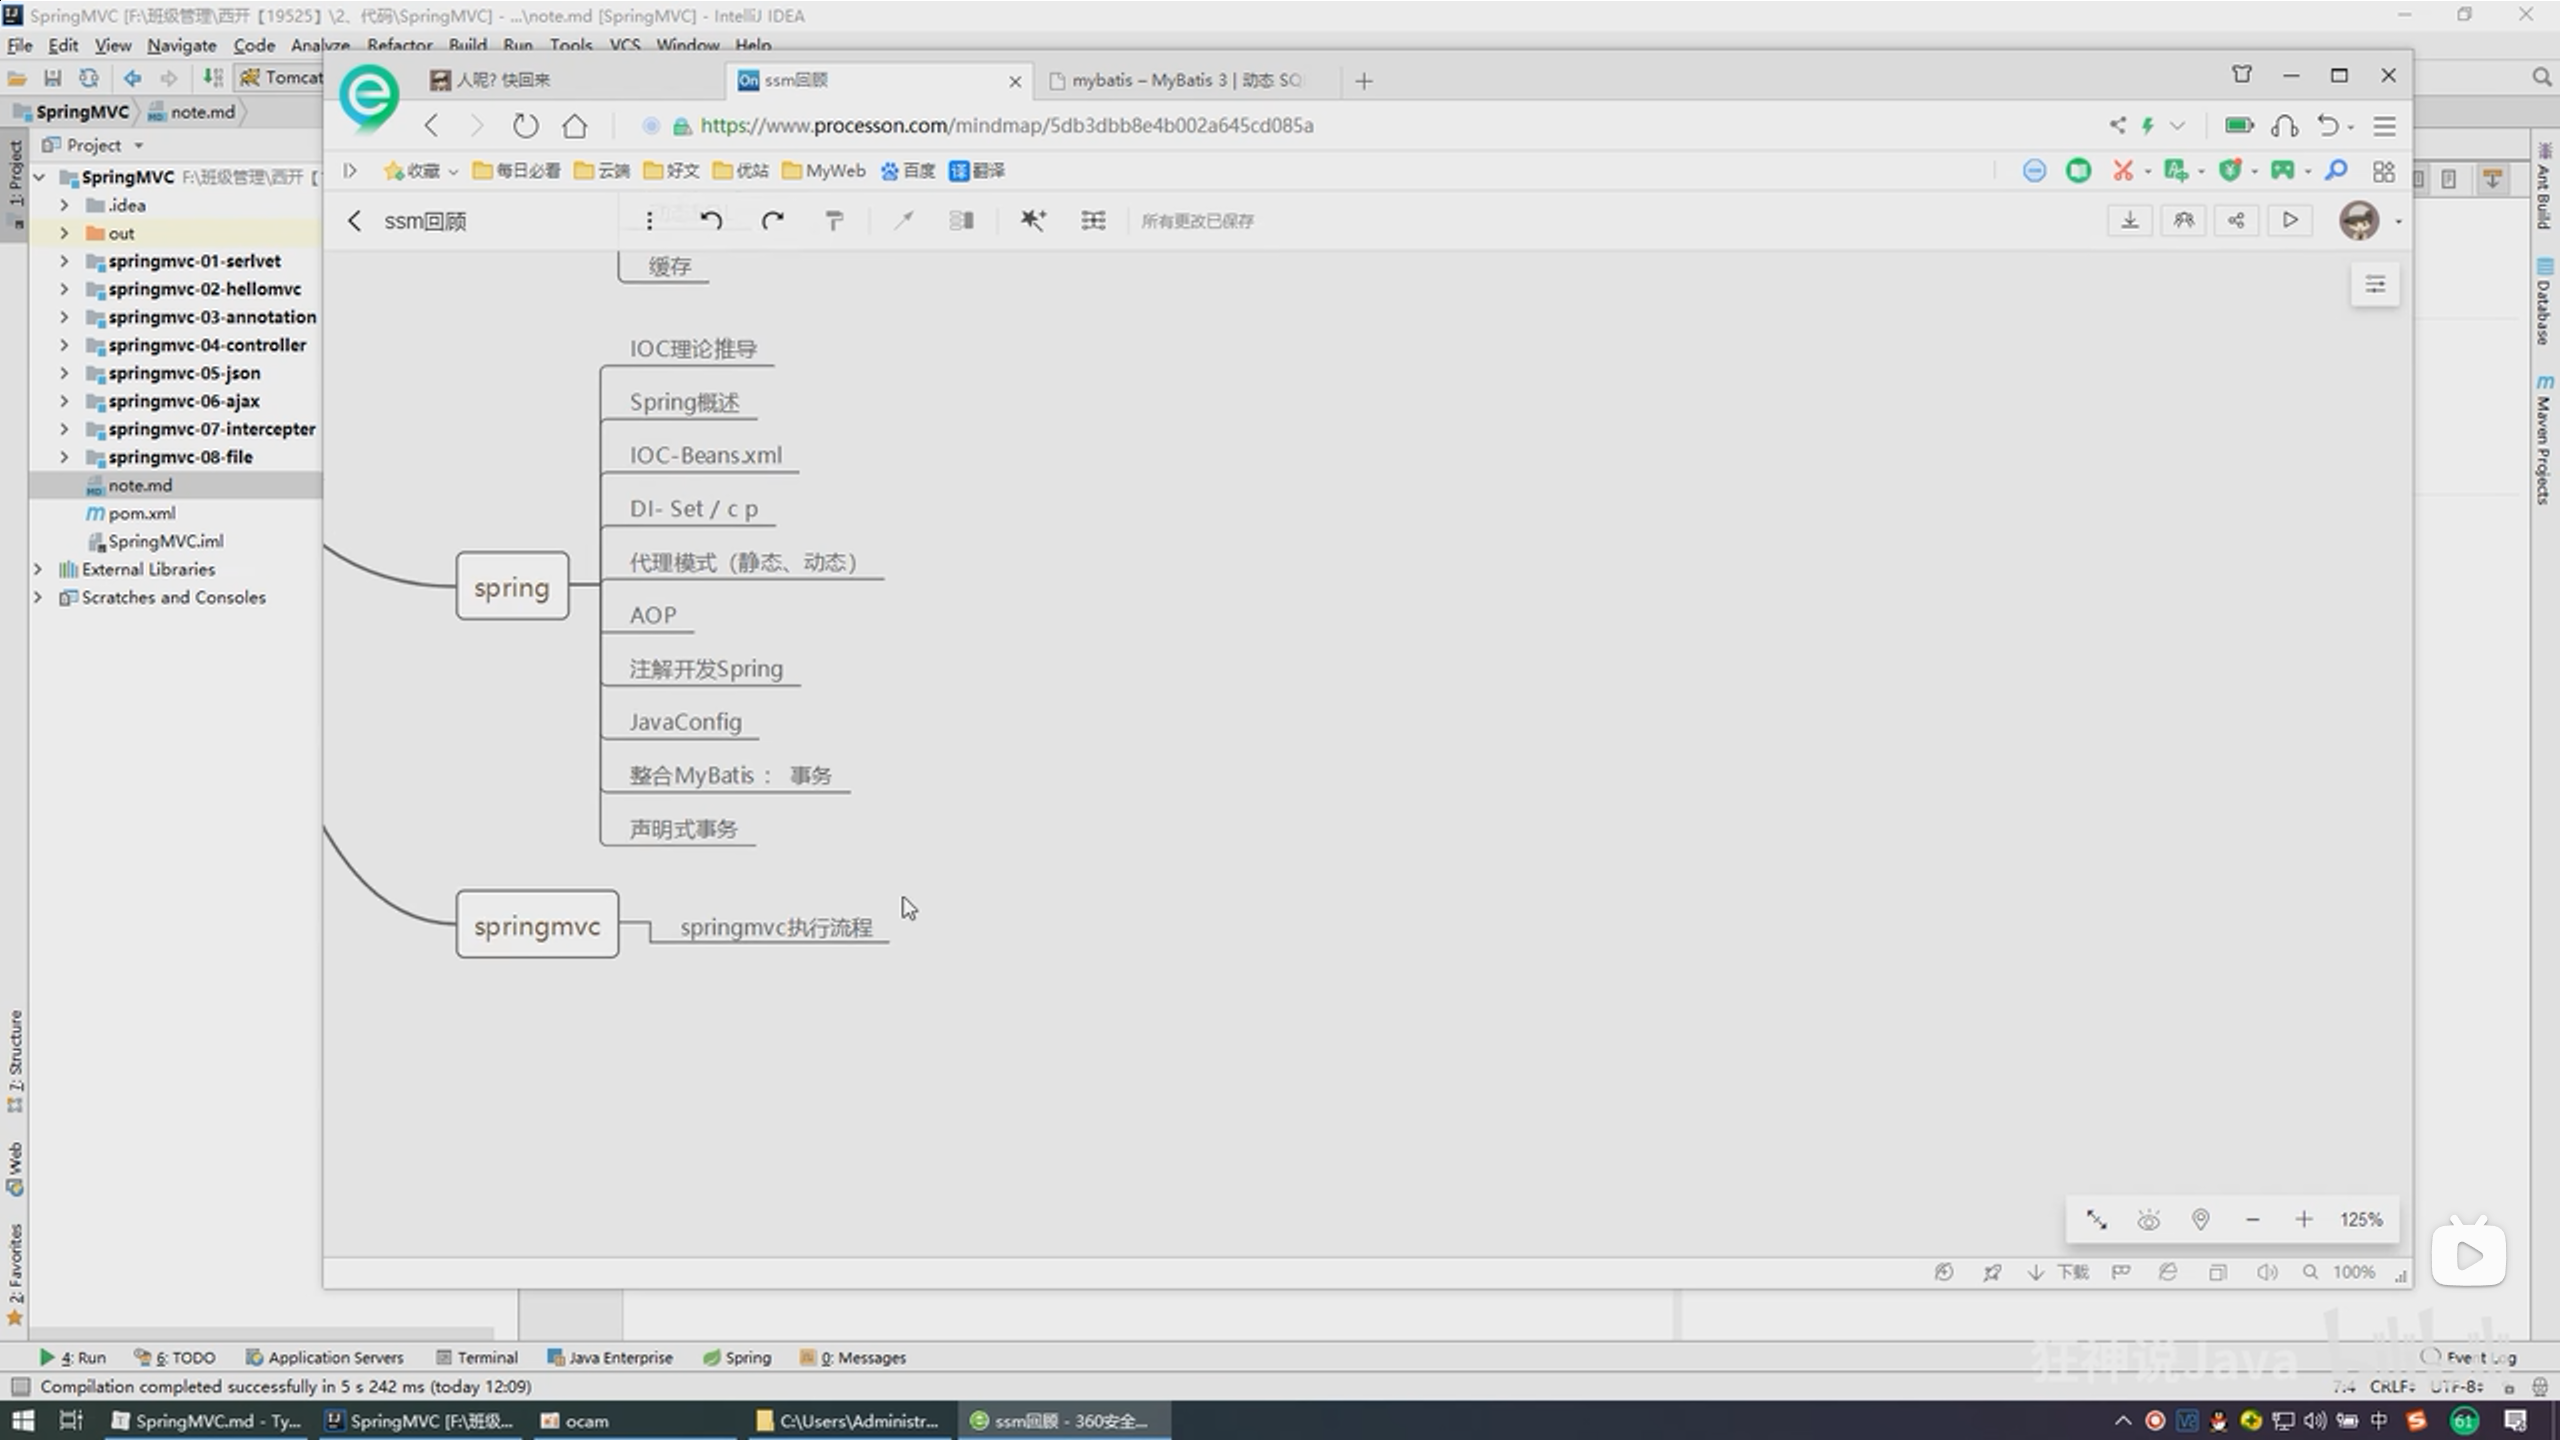 SpringMVC [F:\班级管理\西开【19525】\2、代码\SpringMVC] - ...\note.md [SpringMVC] - IntelliJ IDEA
File Edit View Navigate Code Analyze Refactor Build Run Tools VCS Window Help
Tomcat
人呢? 快回来
On ssm回顾
mybatis – MyBatis 3 | 动态 SQ
SpringMVC note.md
https://www.processon.com/mindmap/5db3dbb8e4b002a645cd085a
Project
收藏 每日必看 云端 好文 优站 MyWeb 百度 译 翻译
SpringMVC F:\班级管理\西开【
.idea
out
springmvc-01-serlvet
springmvc-02-hellomvc
springmvc-03-annotation
springmvc-04-controller
springmvc-05-json
springmvc-06-ajax
springmvc-07-intercepter
springmvc-08-file
note.md
pom.xml
SpringMVC.iml
External Libraries
Scratches and Consoles
1: Project
7: Structure
Web
2: Favorites
ssm回顾
所有更改已保存
缓存
IOC理论推导
Spring概述
IOC-Beans.xml
DI- Set / c p
代理模式（静态、动态）
spring
AOP
注解开发Spring
JavaConfig
整合MyBatis： 事务
声明式事务
springmvc
springmvc执行流程
Ant Build
Database
Maven Projects
125%
下载
100%
4: Run 6: TODO Application Servers Terminal Java Enterprise Spring 0: Messages
Event Log
狂神说Java
Compilation completed successfully in 5 s 242 ms (today 12:09)
7:4 CRLF UTF-8
SpringMVC.md - Ty...
SpringMVC [F:\班级...
ocam
C:\Users\Administr...
ssm回顾 - 360安全...
中
61